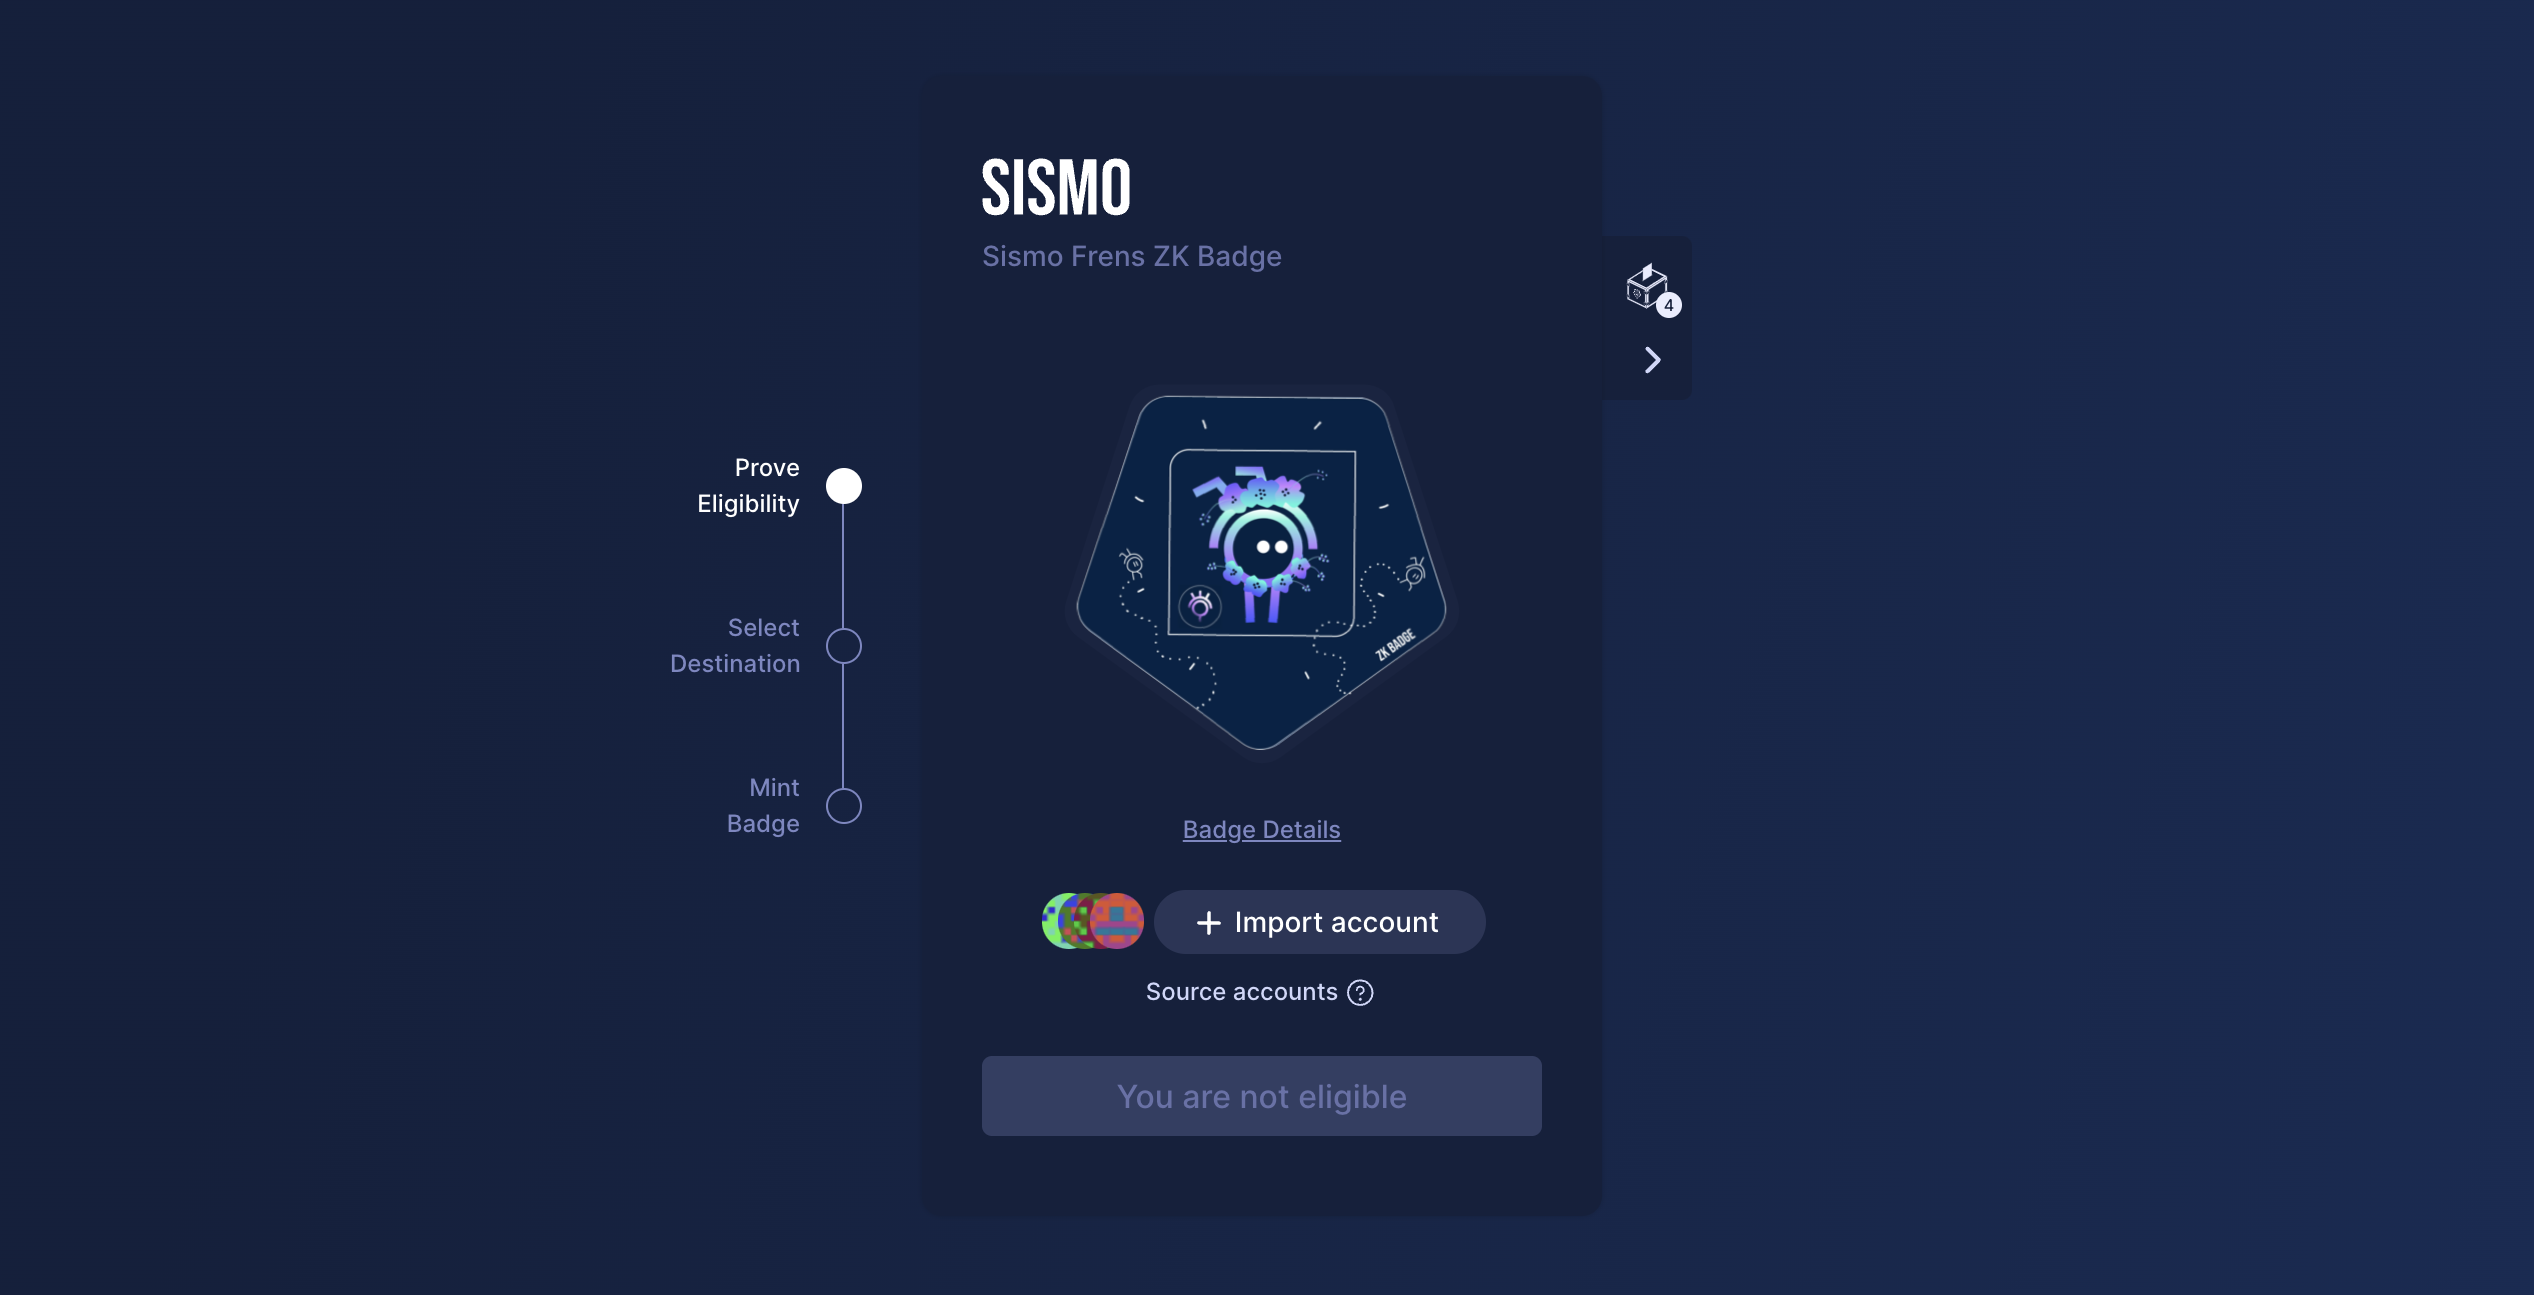 SISMO
Sismo Frens ZK Badge
4
Prove
Eligibility
Select
Destination
Mint
Badge
ZK BADGE
Badge Details
+ Import account
Source accounts ?
You are not eligible